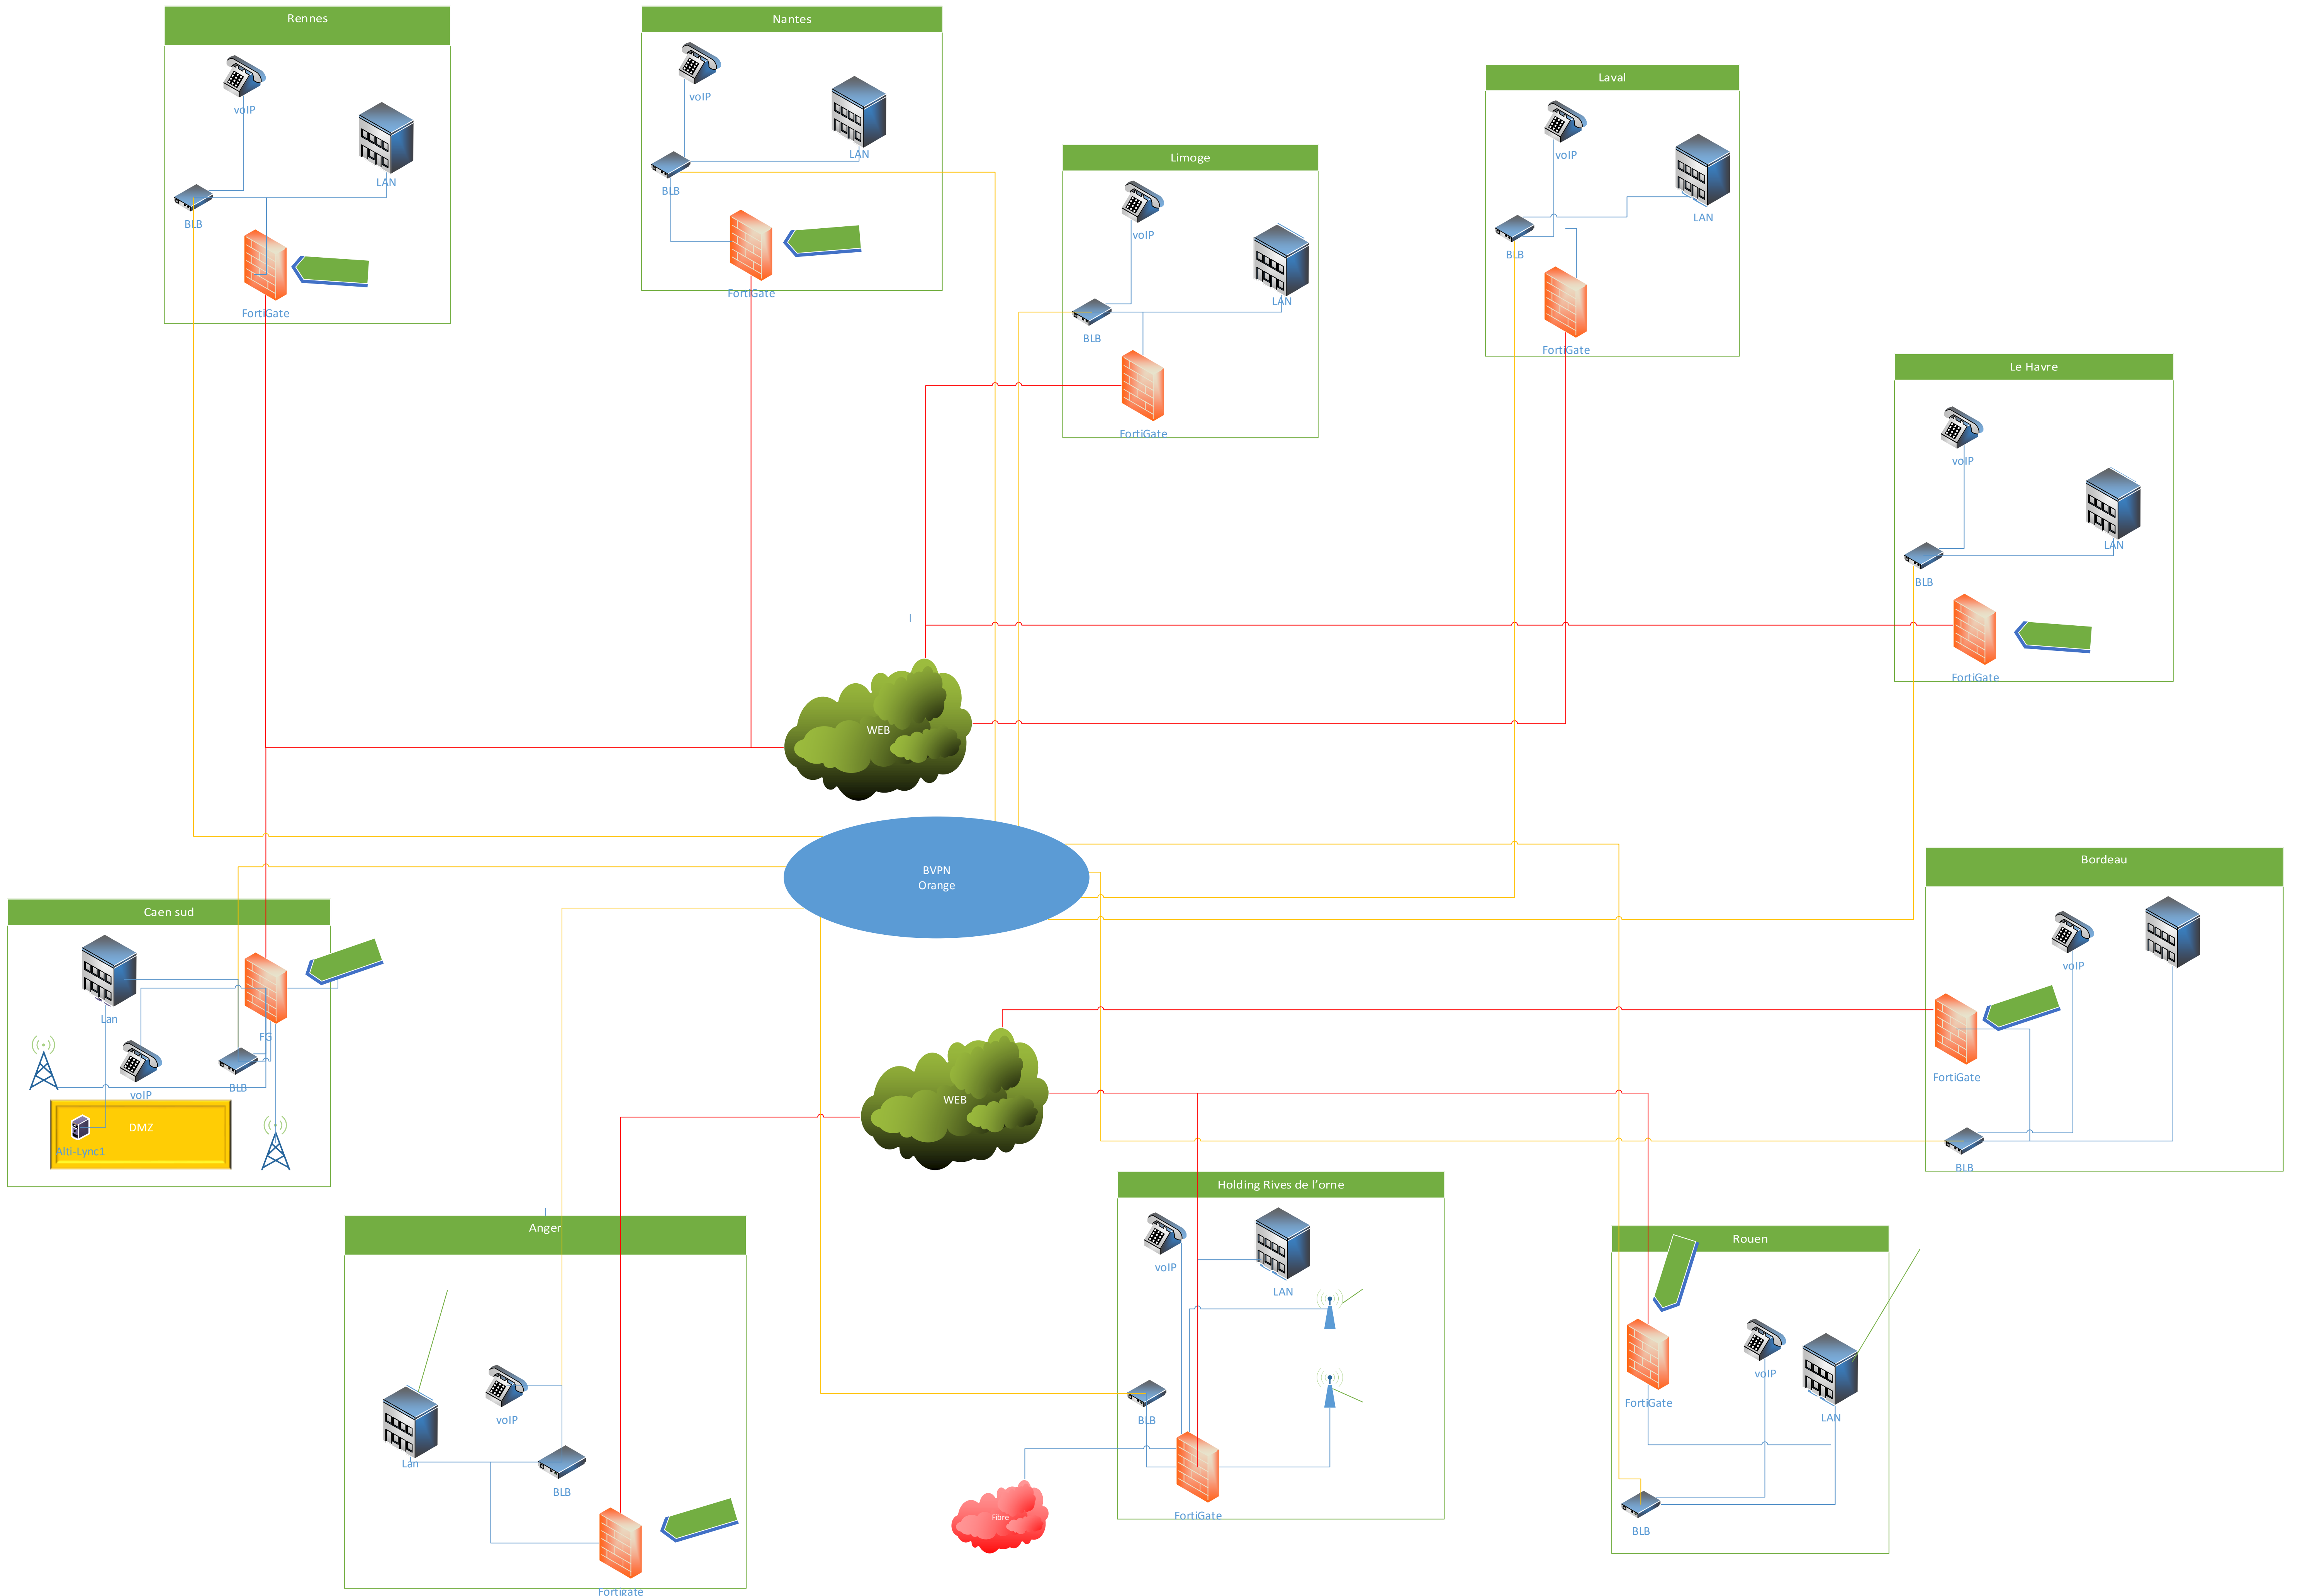 Rennes
voIP
LAN
BLB
FortiGate
Nantes
voIP
LAN
BLB
FortiGate
Limoge
voIP
LAN
BLB
FortiGate
Laval
voIP
LAN
BLB
FortiGate
Le Havre
voIP
LAN
BLB
FortiGate
WEB
BVPN
Orange
Caen sud
Lan
FG
voIP
BLB
DMZ
Alti-Lync1
Bordeau
voIP
FortiGate
BLB
WEB
Anger
voIP
Lan
BLB
Fortigate
Holding Rives de l'orne
voIP
LAN
BLB
FortiGate
Fibre
Rouen
voIP
FortiGate
LAN
BLB